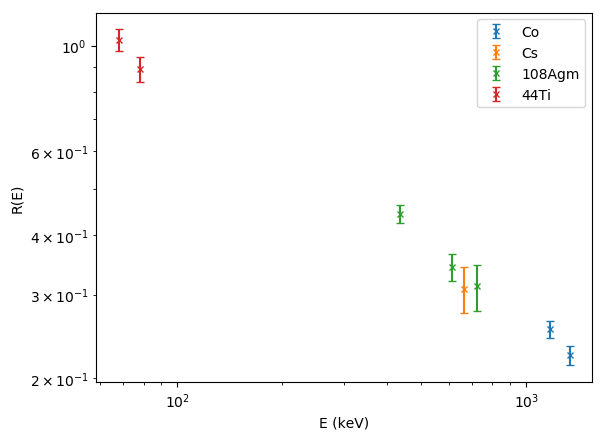 Co
Cs
108Agm
44Ti
10⁰
6 × 10⁻¹
4 × 10⁻¹
3 × 10⁻¹
2 × 10⁻¹
R(E)
10² 10³
E (keV)